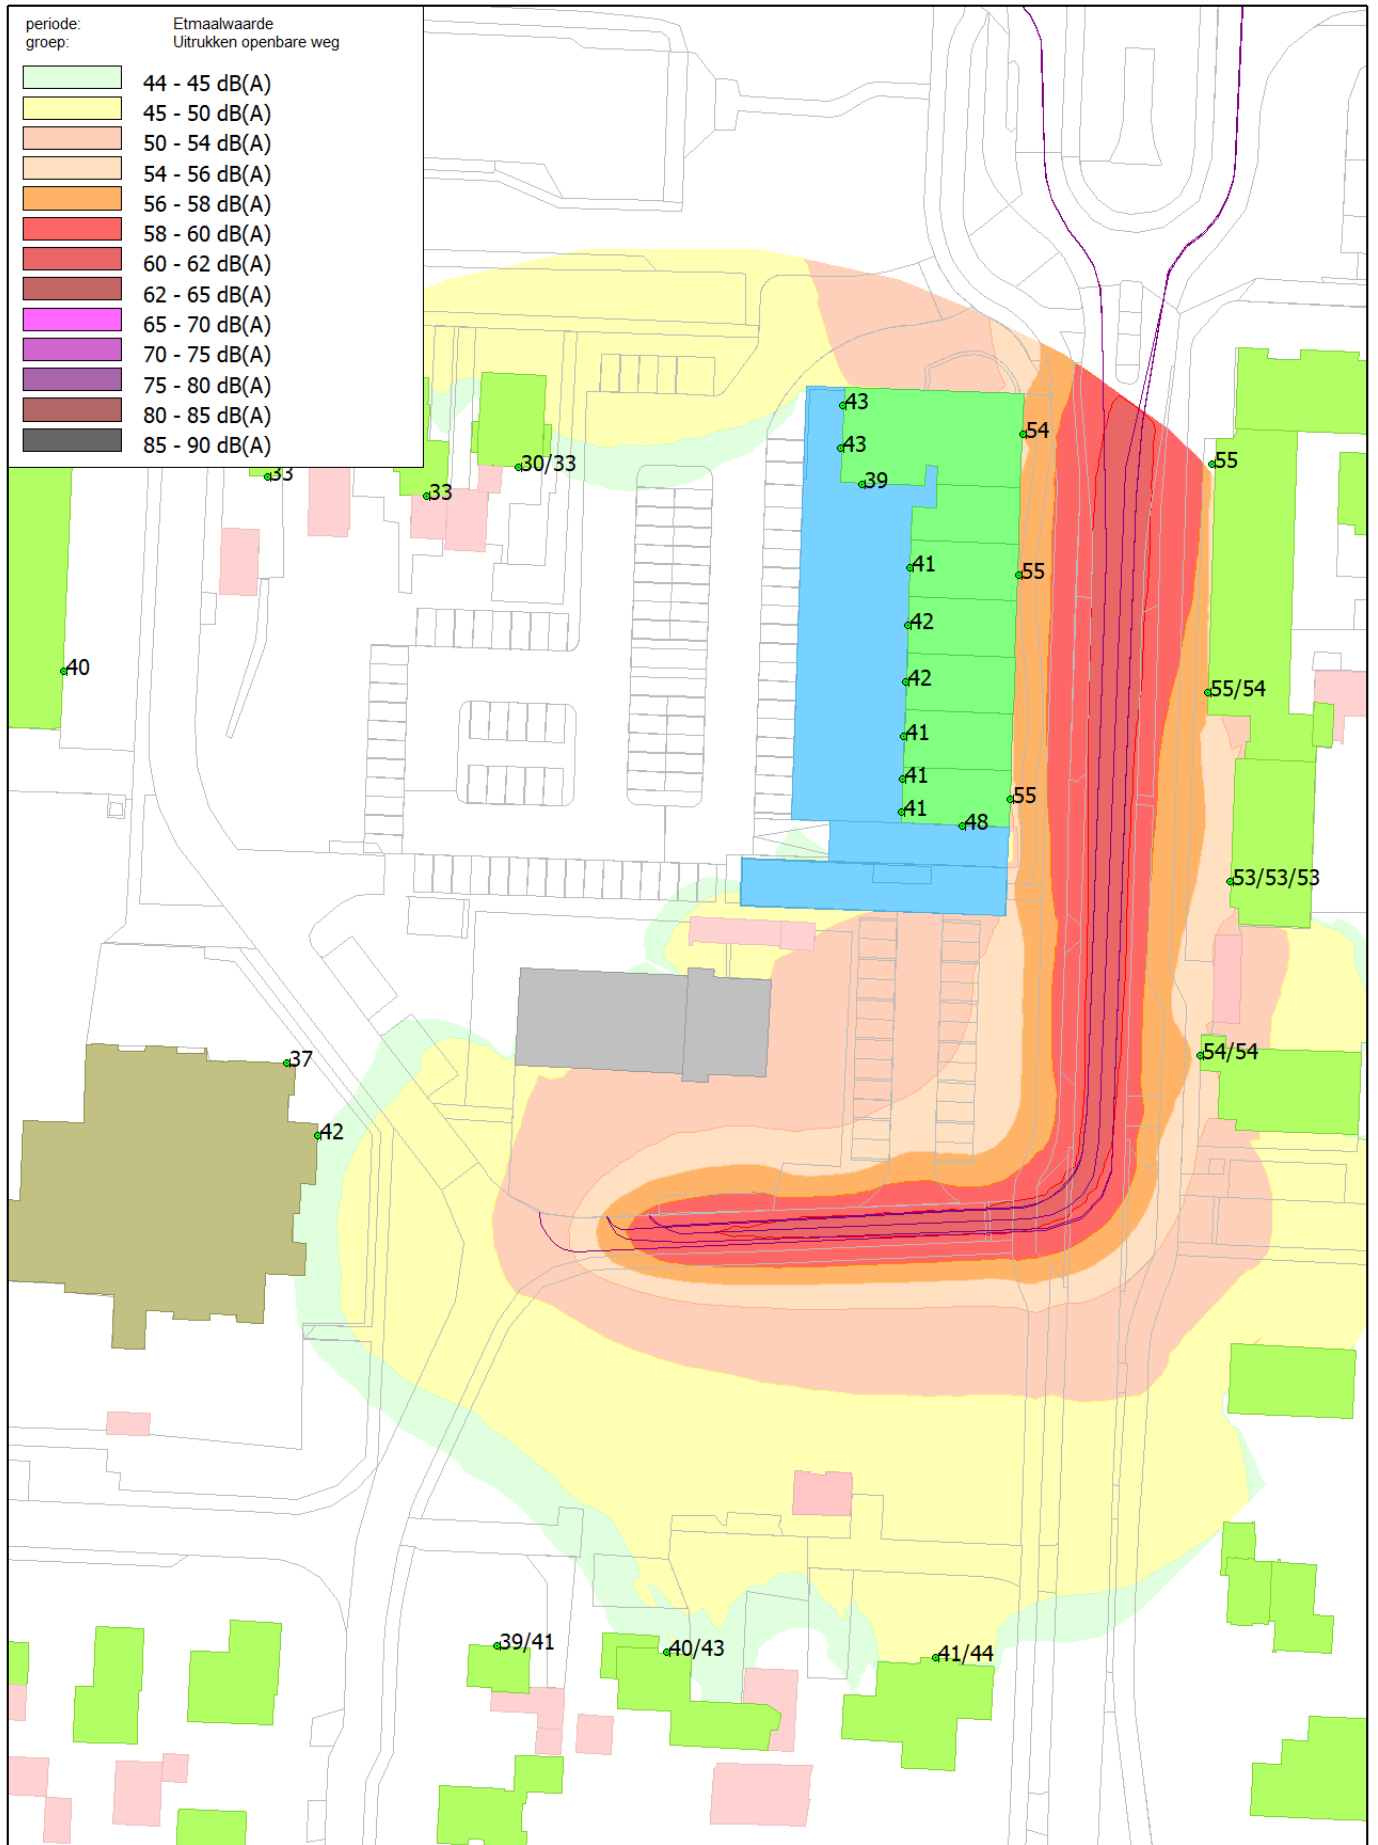 periode: Etmaalwaarde
groep: Uitrukken openbare weg
44 - 45 dB(A)
45 - 50 dB(A)
50 - 54 dB(A)
54 - 56 dB(A)
56 - 58 dB(A)
58 - 60 dB(A)
60 - 62 dB(A)
62 - 65 dB(A)
65 - 70 dB(A)
70 - 75 dB(A)
75 - 80 dB(A)
80 - 85 dB(A)
85 - 90 dB(A)
43
54
43
55
30/33
33
39
33
41
55
42
40
42
55/54
41
41
55
41
48
53/53/53
54/54
37
42
39/41
40/43
41/44